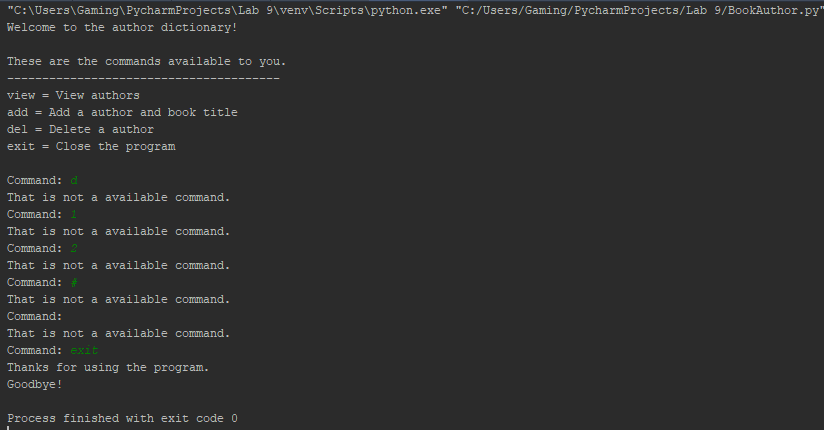 "C:\Users\Gaming\PycharmProjects\Lab 9\venv\Scripts\python.exe" "C:/Users/Gaming/PycharmProjects/Lab 9/BookAuthor.py"
Welcome to the author dictionary!
These are the commands available to you.
---------------------------------------
view = View authors
add = Add a author and book title
del = Delete a author
exit = Close the program
Command: d
That is not a available command.
Command: 1
That is not a available command.
Command: 2
That is not a available command.
Command: #
That is not a available command.
Command:
That is not a available command.
Command: exit
Thanks for using the program.
Goodbye!
Process finished with exit code 0